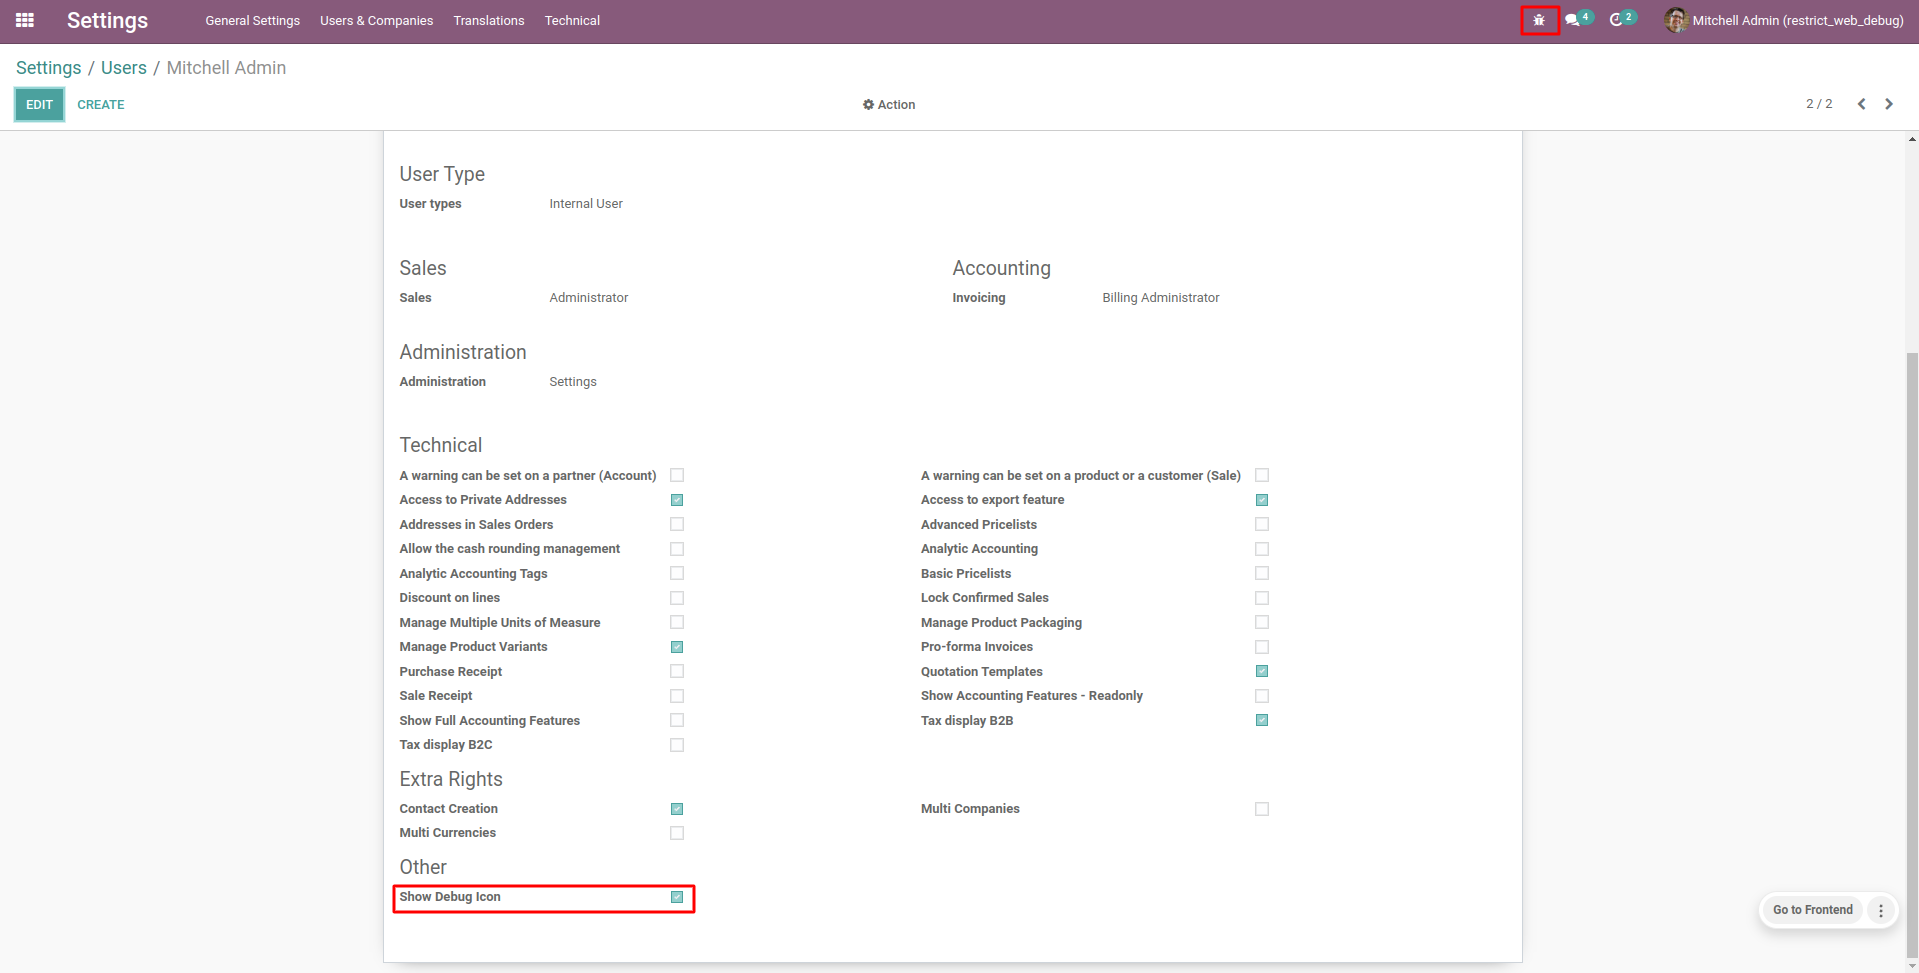 Settings General Settings Users & Companies Translations Technical 4 2 Mitchell Admin (restrict_web_debug)
Settings / Users / Mitchell Admin
EDIT CREATE Action 2 / 2
User Type
User types Internal User
Sales Accounting
Sales Administrator Invoicing Billing Administrator
Administration
Administration Settings
Technical
A warning can be set on a partner (Account) A warning can be set on a product or a customer (Sale)
Access to Private Addresses Access to export feature
Addresses in Sales Orders Advanced Pricelists
Allow the cash rounding management Analytic Accounting
Analytic Accounting Tags Basic Pricelists
Discount on lines Lock Confirmed Sales
Manage Multiple Units of Measure Manage Product Packaging
Manage Product Variants Pro-forma Invoices
Purchase Receipt Quotation Templates
Sale Receipt Show Accounting Features - Readonly
Show Full Accounting Features Tax display B2B
Tax display B2C
Extra Rights
Contact Creation Multi Companies
Multi Currencies
Other
Show Debug Icon
Go to Frontend